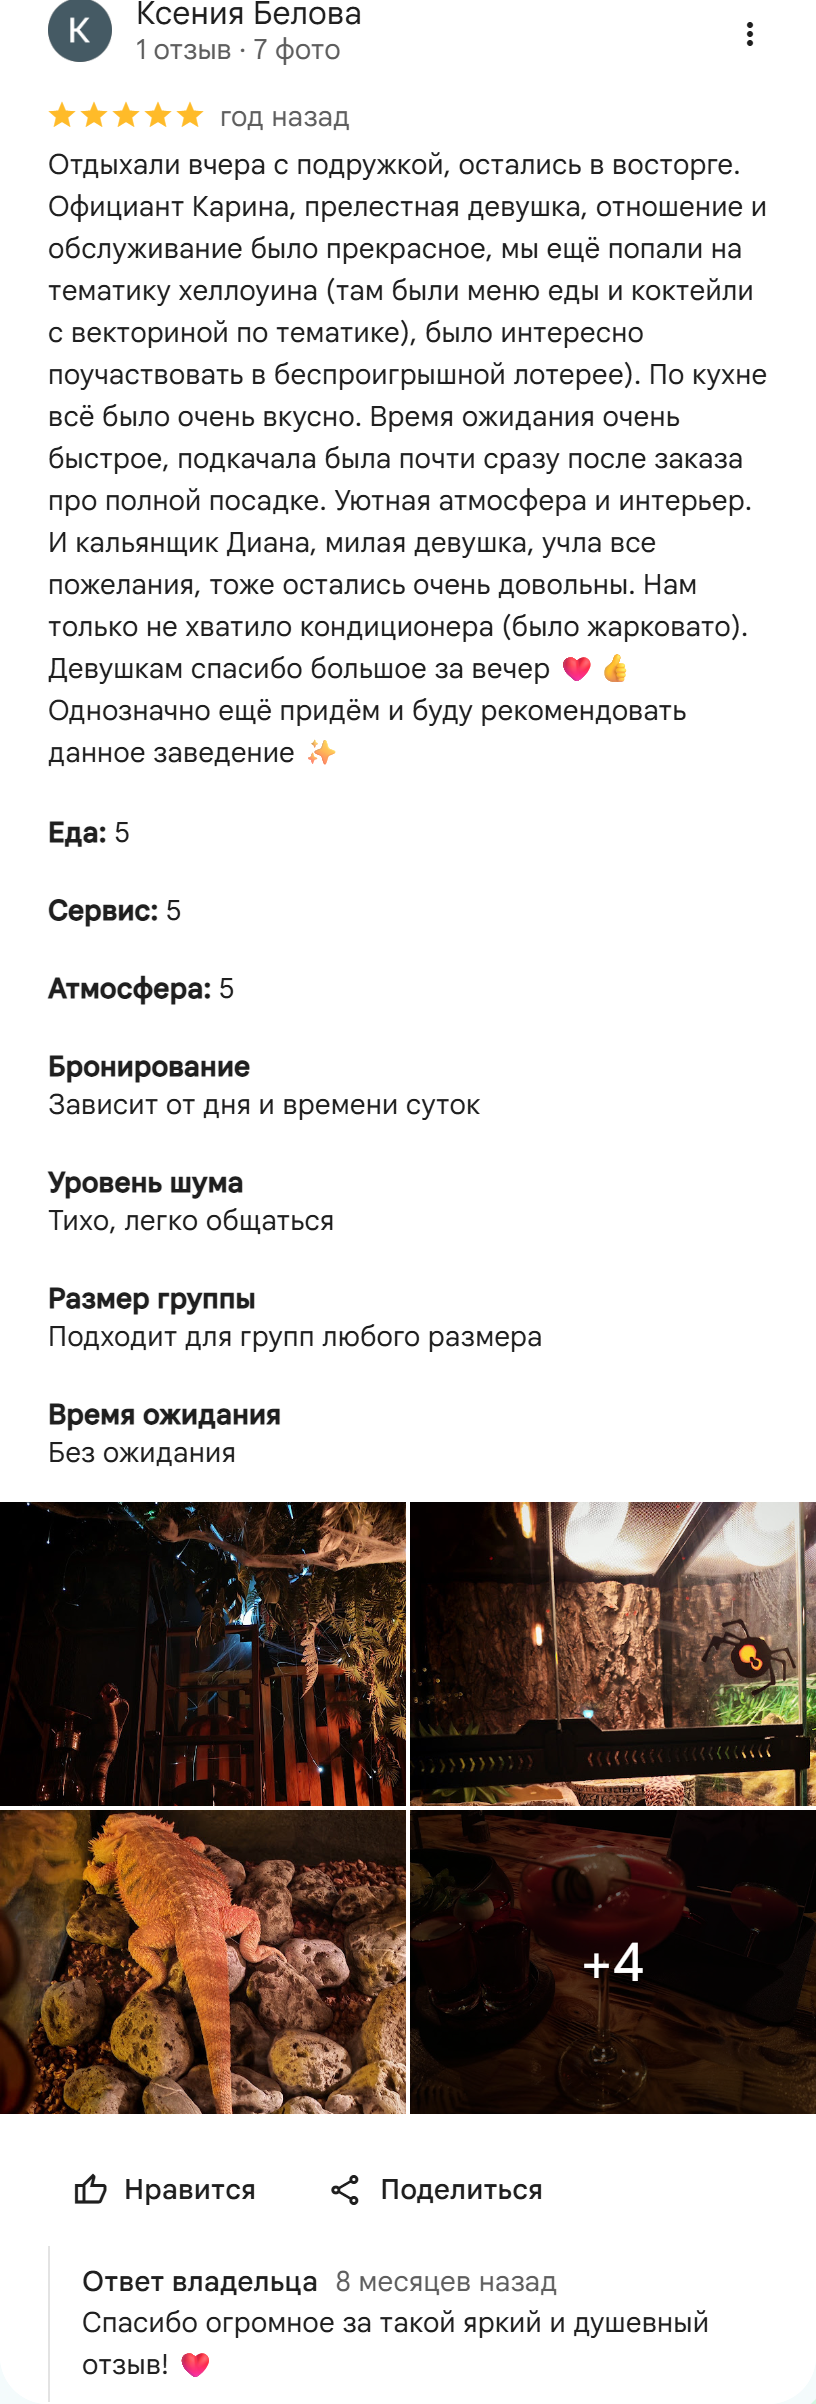 K
Ксения Белова
1 отзыв · 7 фото
★★★★★ год назад
Отдыхали вчера с подружкой, остались в восторге.
Официант Карина, прелестная девушка, отношение и
обслуживание было прекрасное, мы ещё попали на
тематику хеллоуина (там были меню еды и коктейли
с векториной по тематике), было интересно
поучаствовать в беспроигрышной лотерее). По кухне
всё было очень вкусно. Время ожидания очень
быстрое, подкачала была почти сразу после заказа
про полной посадке. Уютная атмосфера и интерьер.
И кальянщик Диана, милая девушка, учла все
пожелания, тоже остались очень довольны. Нам
только не хватило кондиционера (было жарковато).
Девушкам спасибо большое за вечер ❤️ 👍
Однозначно ещё придём и буду рекомендовать
данное заведение ✨
Еда: 5
Сервис: 5
Атмосфера: 5
Бронирование
Зависит от дня и времени суток
Уровень шума
Тихо, легко общаться
Размер группы
Подходит для групп любого размера
Время ожидания
Без ожидания
+4
Нравится Поделиться
Ответ владельца 8 месяцев назад
Спасибо огромное за такой яркий и душевный
отзыв! ❤️